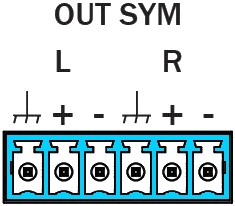 OUT SYM
L R
+ - + -